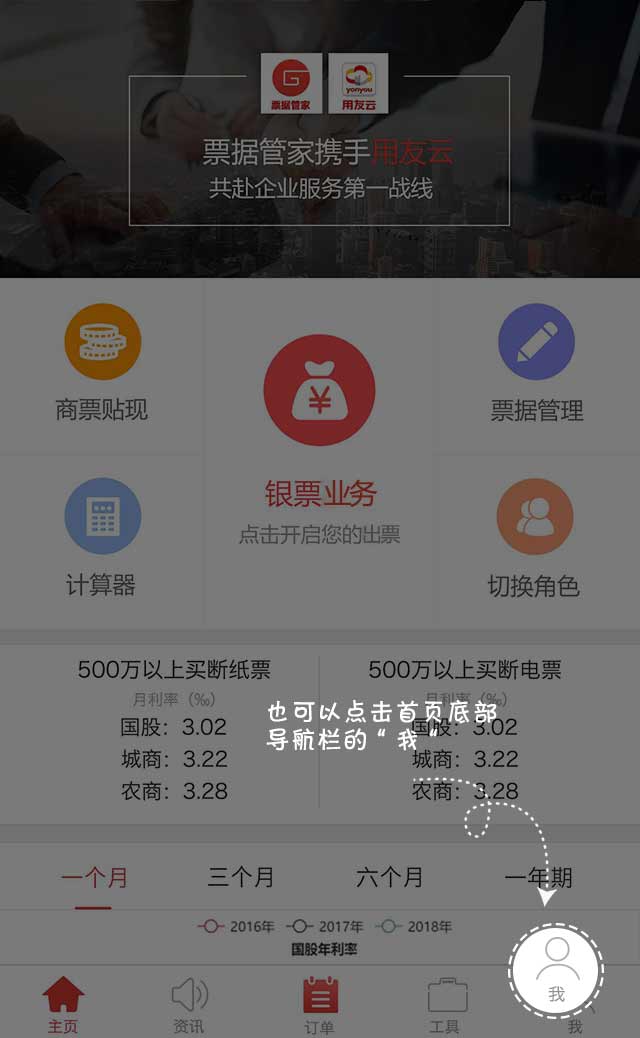 票据管家
yonyou
用友云
票据管家携手用友云
共赴企业服务第一战线
商票贴现
银票业务
点击开启您的出票
票据管理
计算器
切换角色
500万以上买断纸票
月利率（‰）
国股：3.02
城商：3.22
农商：3.28
500万以上买断电票
月利率（‰）
国股：3.02
城商：3.22
农商：3.28
也可以点击首页底部
导航栏的“我”
一个月
三个月
六个月
一年期
2016年
2017年
2018年
国股年利率
主页
资讯
订单
工具
我
我